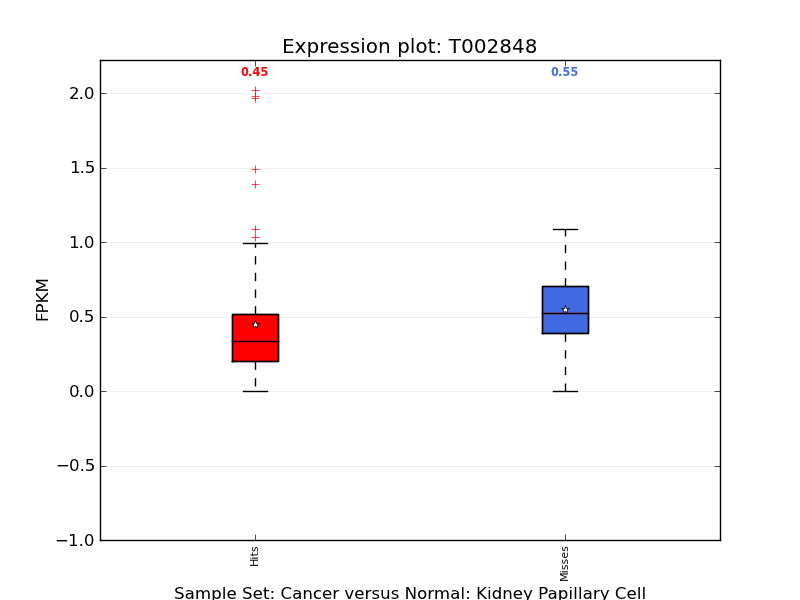 Expression plot: T002848
0.45
0.55
2.0
1.5
1.0
0.5
0.0
−0.5
−1.0
FPKM
Hits
Misses
Sample Set: Cancer versus Normal: Kidney Papillary Cell